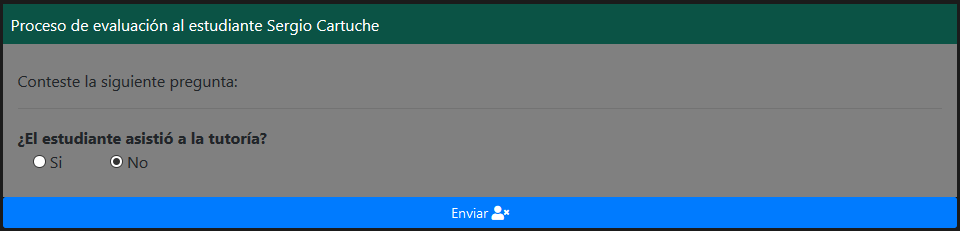 Proceso de evaluación al estudiante Sergio Cartuche
Conteste la siguiente pregunta:
¿El estudiante asistió a la tutoría?
Si No
Enviar